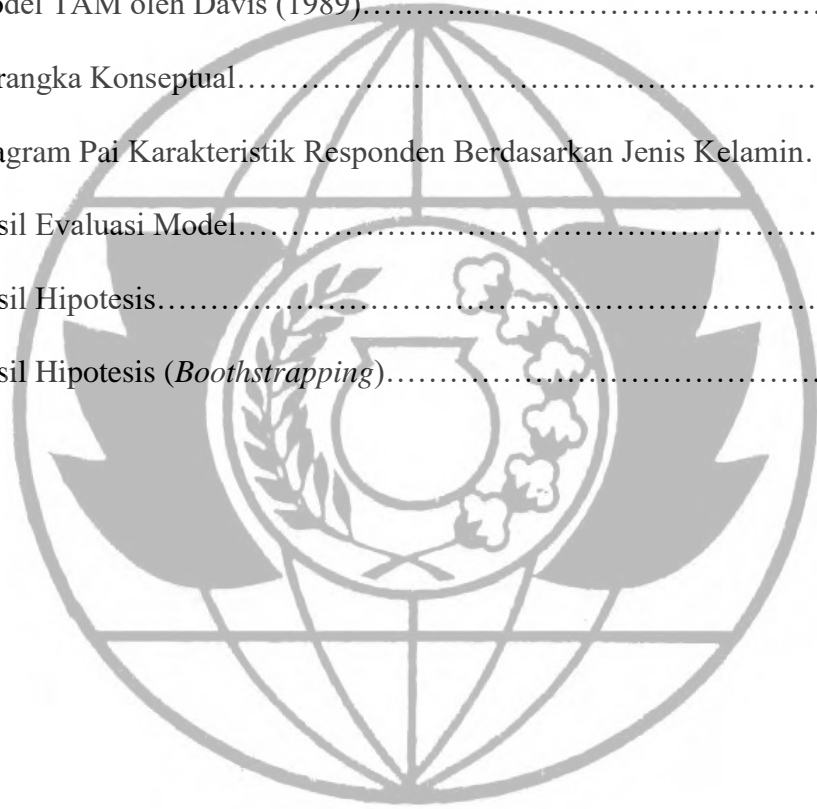 odel TAM oleh Davis (1989)………...…………………………
rangka Konseptual……………..…………………………………
agram Pai Karakteristik Responden Berdasarkan Jenis Kelamin.
sil Evaluasi Model…………………..……………………………
sil Hipotesis………………………………………………………
sil Hipotesis (Boothstrapping)……………………………………